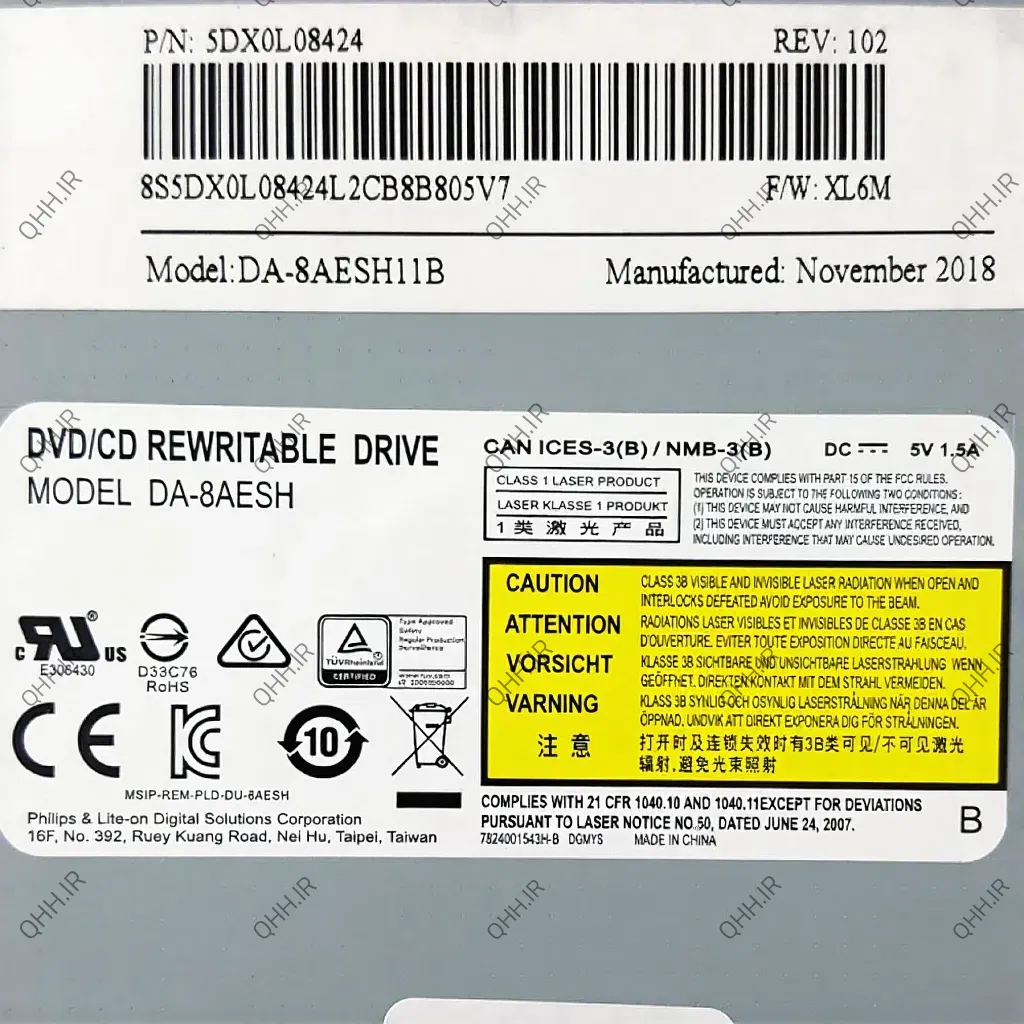 P/N: 5DX0L08424 REV: 102
8S5DX0L08424L2CB8B805V7 F/W: XL6M
Model:DA-8AESH11B Manufactured: November 2018
DVD/CD REWRITABLE DRIVE
MODEL DA-8AESH
CAN ICES-3(B) / NMB-3(B) DC 5V 1.5A
CLASS 1 LASER PRODUCT
LASER KLASSE 1 PRODUKT
1 类 激 光 产 品
THIS DEVICE COMPLIES WITH PART 15 OF THE FCC RULES.
OPERATION IS SUBJECT TO THE FOLLOWING TWO CONDITIONS:
(1) THIS DEVICE MAY NOT CAUSE HARMFUL INTERFERENCE, AND
(2) THIS DEVICE MUST ACCEPT ANY INTERFERENCE RECEIVED,
INCLUDING INTERFERENCE THAT MAY CAUSE UNDESIRED OPERATION.
CAUTION CLASS 3B VISIBLE AND INVISIBLE LASER RADIATION WHEN OPEN AND
INTERLOCKS DEFEATED AVOID EXPOSURE TO THE BEAM.
ATTENTION RADIATIONS LASER VISIBLES ET INVISIBLES DE CLASSE 3B EN CAS
D'OUVERTURE. EVITER TOUTE EXPOSITION DIRECTE AU FAISCEAU.
VORSICHT KLASSE 3B SICHTBARE UND UNSICHTBARE LASERSTRAHLUNG WENN
GEÖFFNET. DIREKTEN KONTAKT MIT DEM STRAHL VERMEIDEN.
VARNING KLASS 3B SYNLIG OCH OSYNLIG LASERSTRÅLNING NÄR DENNA DEL ÄR
ÖPPNAD. UNDVIK ATT DIREKT EXPONERA DIG FÖR STRÅLNINGEN.
注 意 打开时及连锁失效时有3B类可见/不可见激光
辐射,避免光束照射
c RU ® US
E306430
D33C76
RoHS
TÜVRheinland ®
CERTIFIED
Type Approved
Safety
Regular Production
Surveillance
CE
KC
10
MSIP-REM-PLD-DU-8AESH
Philips & Lite-on Digital Solutions Corporation
16F, No. 392, Ruey Kuang Road, Nei Hu, Taipei, Taiwan
COMPLIES WITH 21 CFR 1040.10 AND 1040.11EXCEPT FOR DEVIATIONS
PURSUANT TO LASER NOTICE NO.50, DATED JUNE 24, 2007.
7824001543H-B DGMYS MADE IN CHINA
B
QHH.IR